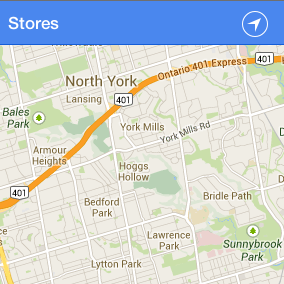 Stores
Ontario 401 Express
401
North York
Lansing
401
Bales
Park
York Mills
York Mills Rd
Armour
Heights
Hoggs
Hollow
401
Bedford
Park
Bridle Path
Lawrence
Park
Sunnybrook
Park
Lytton Park